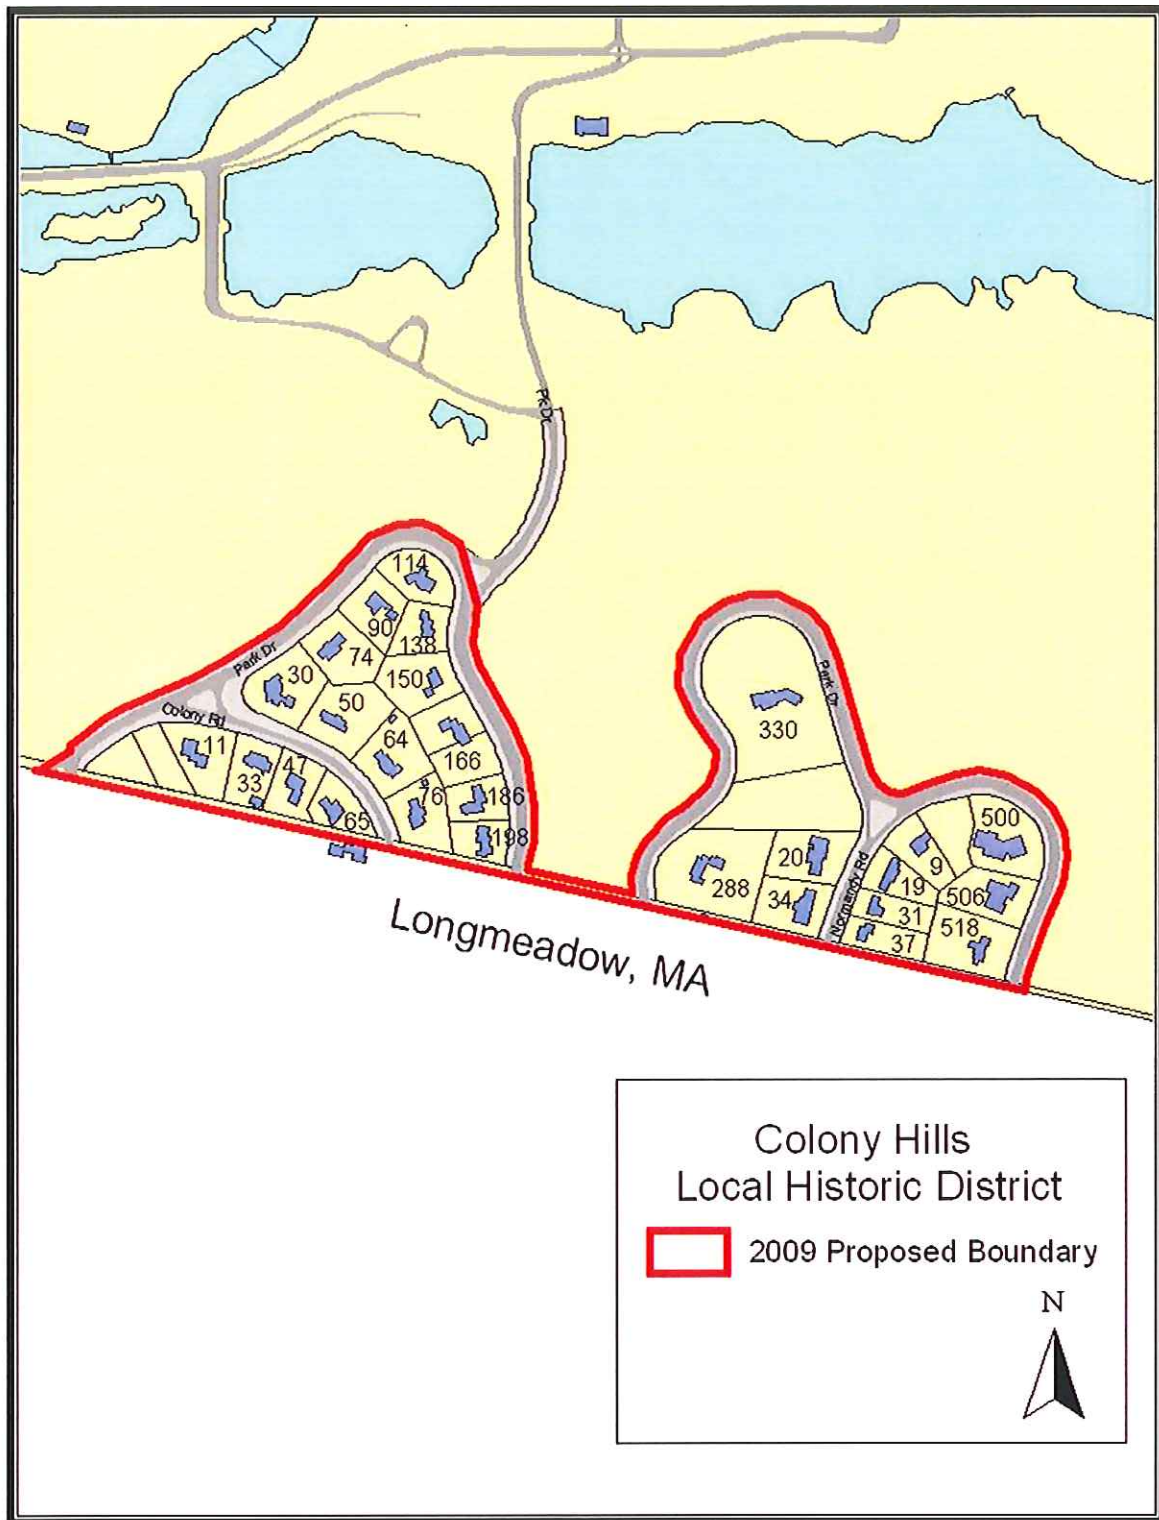 Pk Dr
114
90
138
Park Dr
74
150
30
50
Colony Rd
64
11
166
33
47
76
186
65
198
Park Dr
330
500
20
9
288
19
506
34
Normandy Rd
31
518
37
Longmeadow, MA
Colony Hills
Local Historic District
2009 Proposed Boundary
N